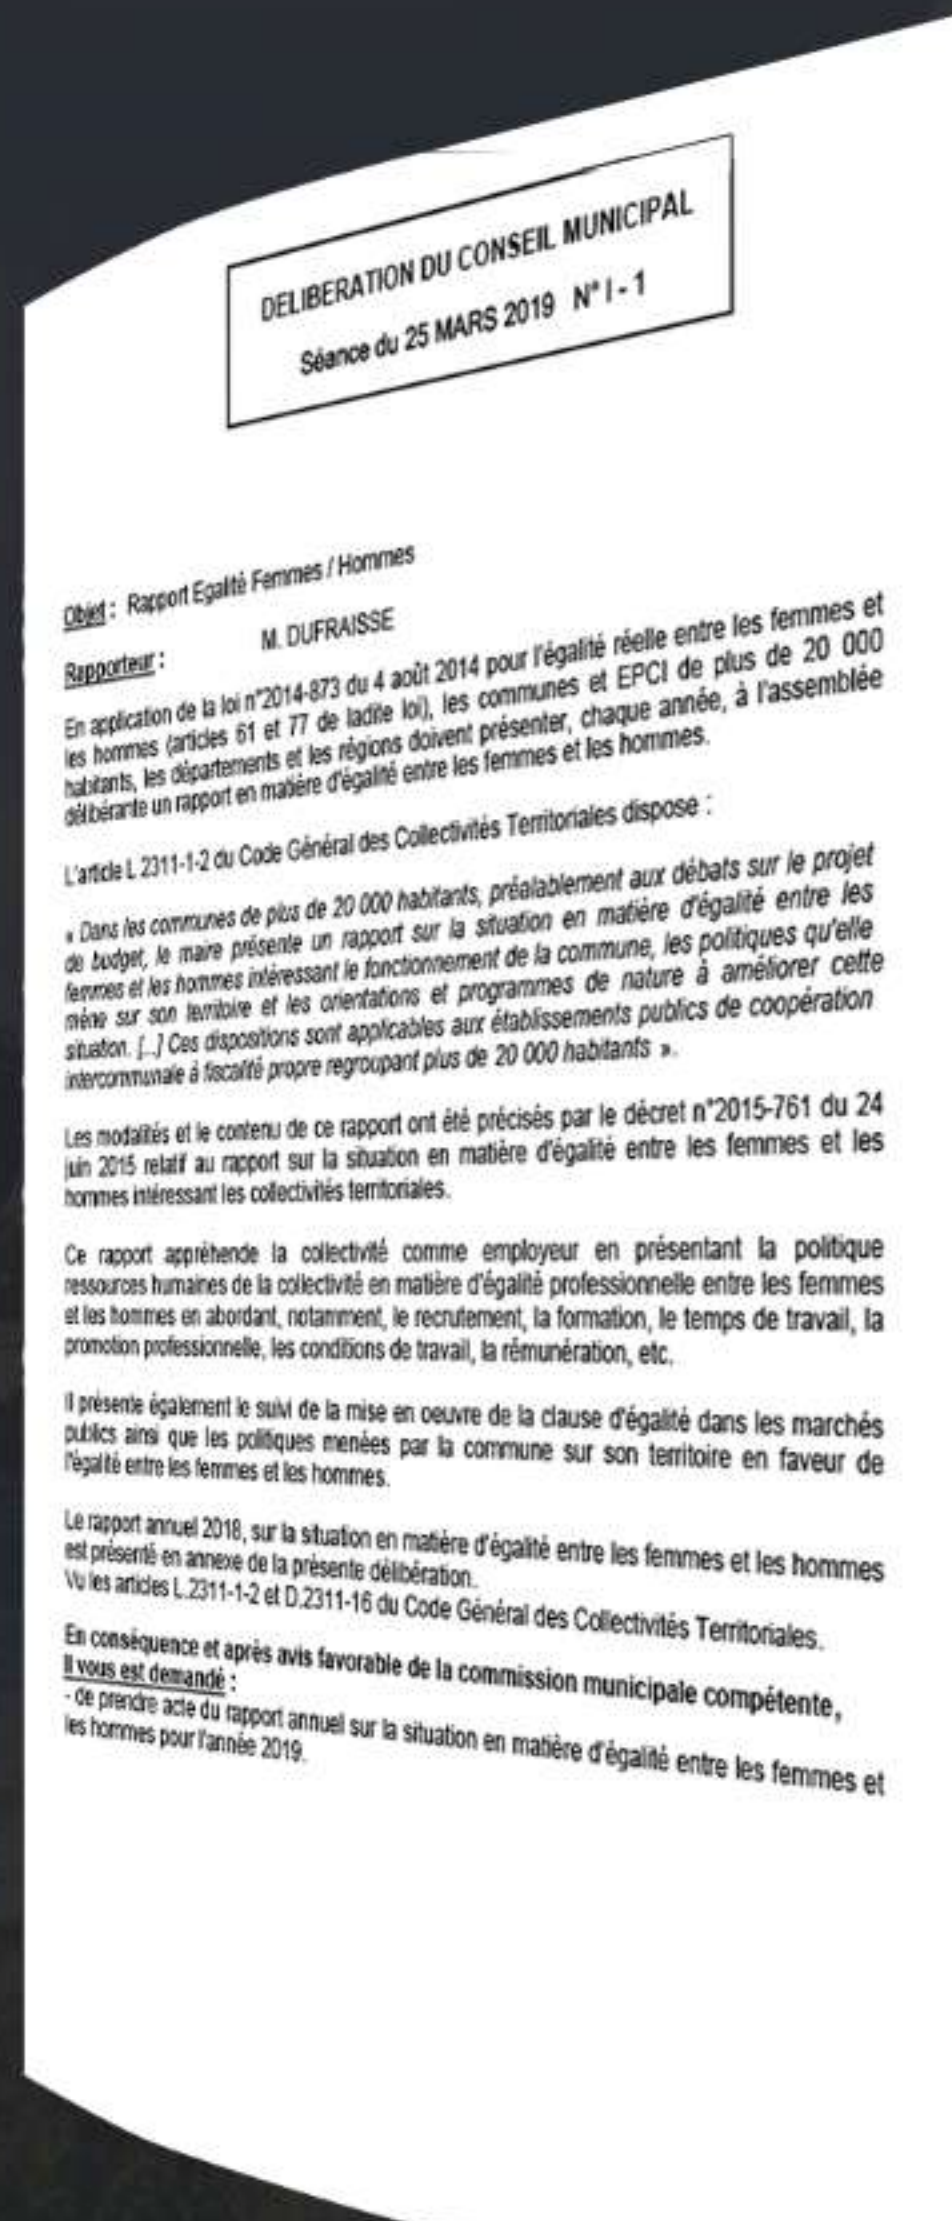 DELIBERATION DU CONSEIL MUNICIPAL
Séance du 25 MARS 2019 N° I - 1
Objet : Rapport Egalité Femmes / Hommes
Rapporteur : M. DUFRAISSE
En application de la loi n°2014-873 du 4 août 2014 pour l'égalité réelle entre les femmes et
les hommes (articles 61 et 77 de ladite loi), les communes et EPCI de plus de 20 000
habitants, les départements et les régions doivent présenter, chaque année, à l'assemblée
délibérante un rapport en matière d'égalité entre les femmes et les hommes.
L'article L 2311-1-2 du Code Général des Collectivités Territoriales dispose :
« Dans les communes de plus de 20 000 habitants, préalablement aux débats sur le projet
de budget, le maire présente un rapport sur la situation en matière d'égalité entre les
femmes et les hommes intéressant le fonctionnement de la commune, les politiques qu'elle
mène sur son territoire et les orientations et programmes de nature à améliorer cette
situation. [...] Ces dispositions sont applicables aux établissements publics de coopération
intercommunale à fiscalité propre regroupant plus de 20 000 habitants ».
Les modalités et le contenu de ce rapport ont été précisés par le décret n°2015-761 du 24
juin 2015 relatif au rapport sur la situation en matière d'égalité entre les femmes et les
hommes intéressant les collectivités territoriales.
Ce rapport appréhende la collectivité comme employeur en présentant la politique
ressources humaines de la collectivité en matière d'égalité professionnelle entre les femmes
et les hommes en abordant, notamment, le recrutement, la formation, le temps de travail, la
promotion professionnelle, les conditions de travail, la rémunération, etc.
Il présente également le suivi de la mise en oeuvre de la clause d'égalité dans les marchés
publics ainsi que les politiques menées par la commune sur son territoire en faveur de
l'égalité entre les femmes et les hommes.
Le rapport annuel 2018, sur la situation en matière d'égalité entre les femmes et les hommes
est présenté en annexe de la présente délibération.
Vu les articles L.2311-1-2 et D.2311-16 du Code Général des Collectivités Territoriales.
En conséquence et après avis favorable de la commission municipale compétente,
Il vous est demandé :
- de prendre acte du rapport annuel sur la situation en matière d'égalité entre les femmes et
les hommes pour l'année 2019.